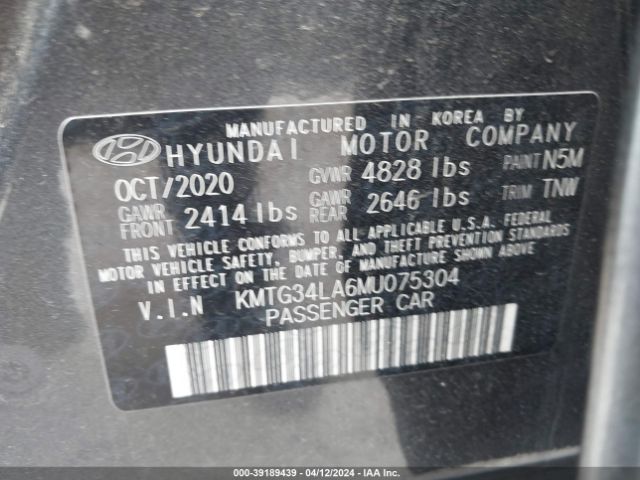 MANUFACTURED IN KOREA BY
HYUNDAI MOTOR COMPANY
OCT/2020 GVWR 4828 lbs PAINT N5M
GAWR FRONT 2414 lbs GAWR REAR 2646 lbs TRIM TNW
THIS VEHICLE CONFORMS TO ALL APPLICABLE U.S.A. FEDERAL
MOTOR VEHICLE SAFETY, BUMPER, AND THEFT PREVENTION STANDARDS
IN EFFECT ON THE DATE OF MANUFACTURE SHOWN ABOVE.
V.I.N KMTG34LA6MU075304
PASSENGER CAR
000-39189439 - 04/12/2024 - IAA Inc.